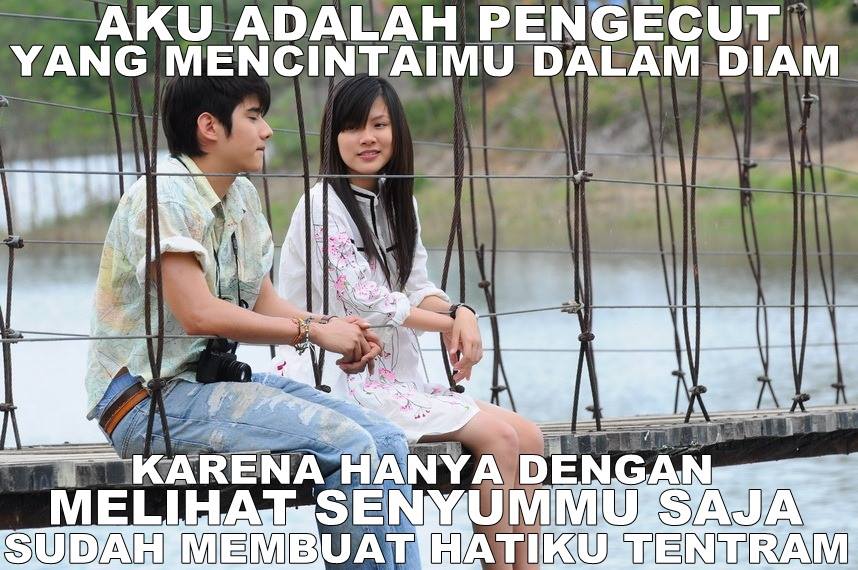 AKU ADALAH PENGECUT
YANG MENCINTAIMU DALAM DIAM
KARENA HANYA DENGAN
MELIHAT SENYUMMU SAJA
SUDAH MEMBUAT HATIKU TENTRAM